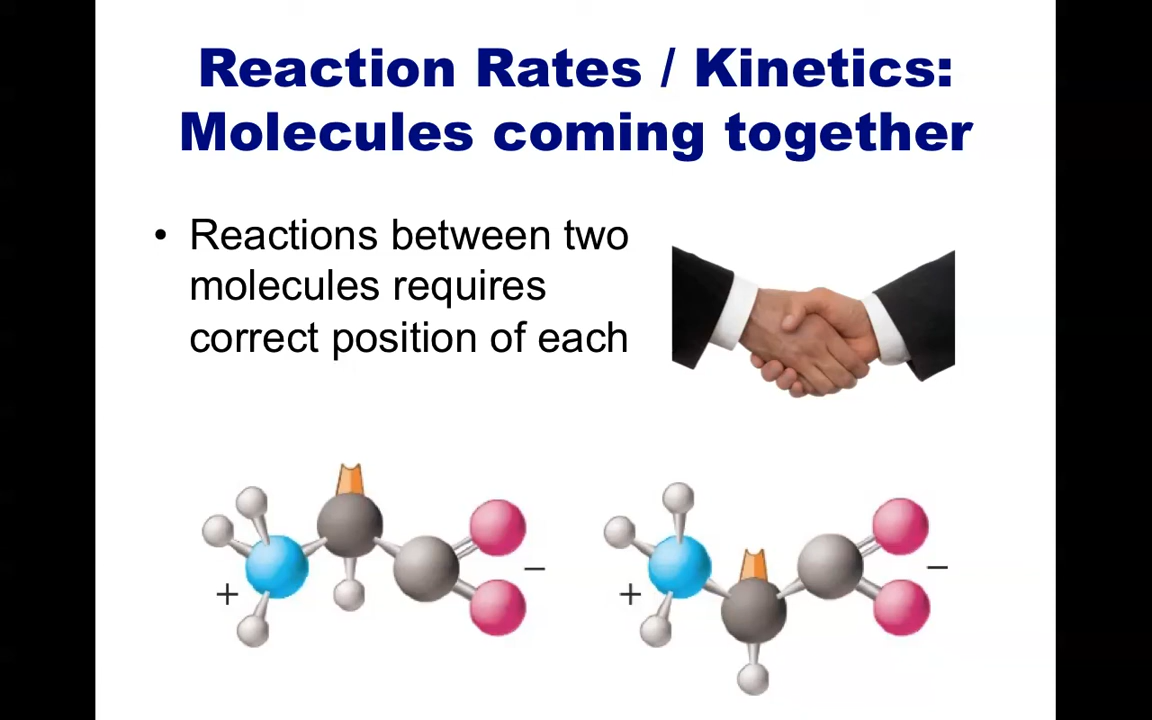 Reaction Rates / Kinetics:
Molecules coming together
• Reactions between two
molecules requires
correct position of each
+
−
+
−